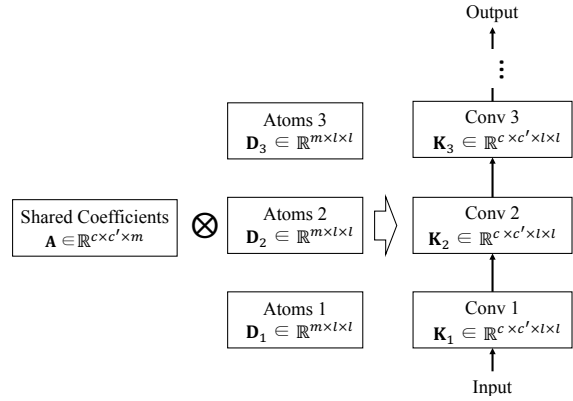 Output
⋮
Atoms 3
𝐃₃ ∈ ℝ^{m×l×l}
Conv 3
𝐊₃ ∈ ℝ^{c×c′×l×l}
Shared Coefficients
𝐀 ∈ ℝ^{c×c′×m}
⊗
Atoms 2
𝐃₂ ∈ ℝ^{m×l×l}
Conv 2
𝐊₂ ∈ ℝ^{c×c′×l×l}
Atoms 1
𝐃₁ ∈ ℝ^{m×l×l}
Conv 1
𝐊₁ ∈ ℝ^{c×c′×l×l}
Input